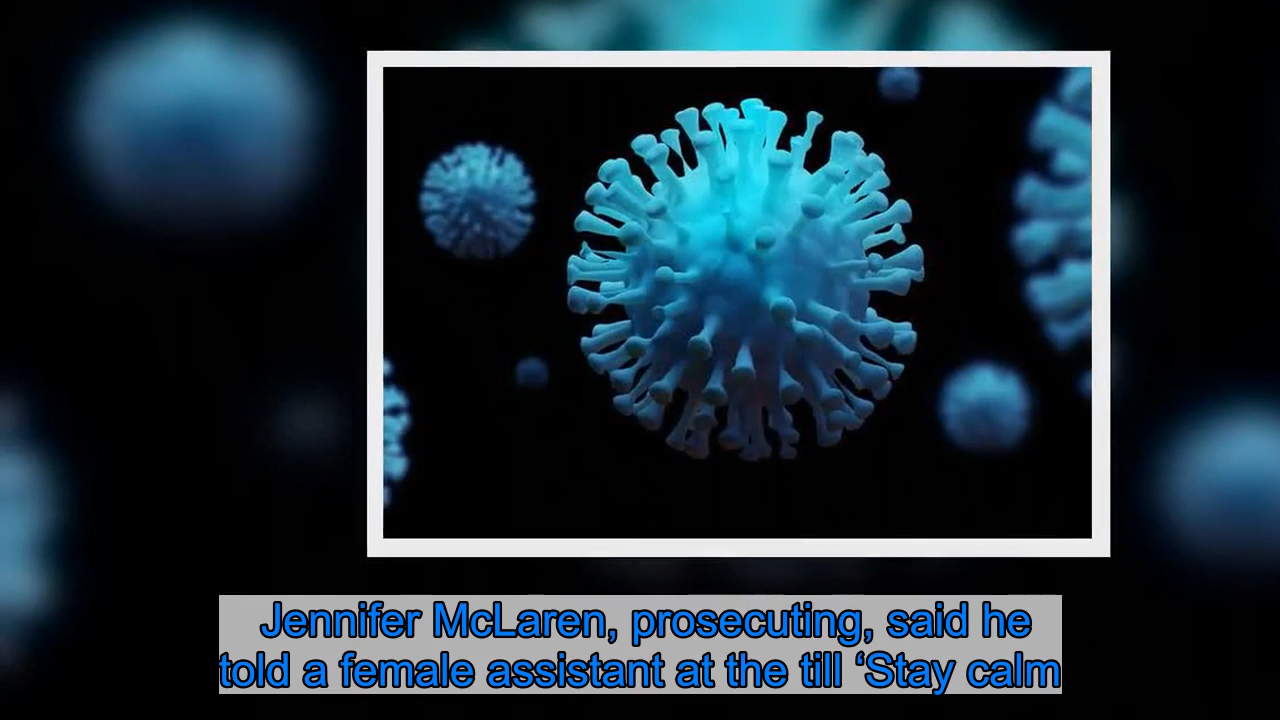 Jennifer McLaren, prosecuting, said he
told a female assistant at the till ‘Stay calm